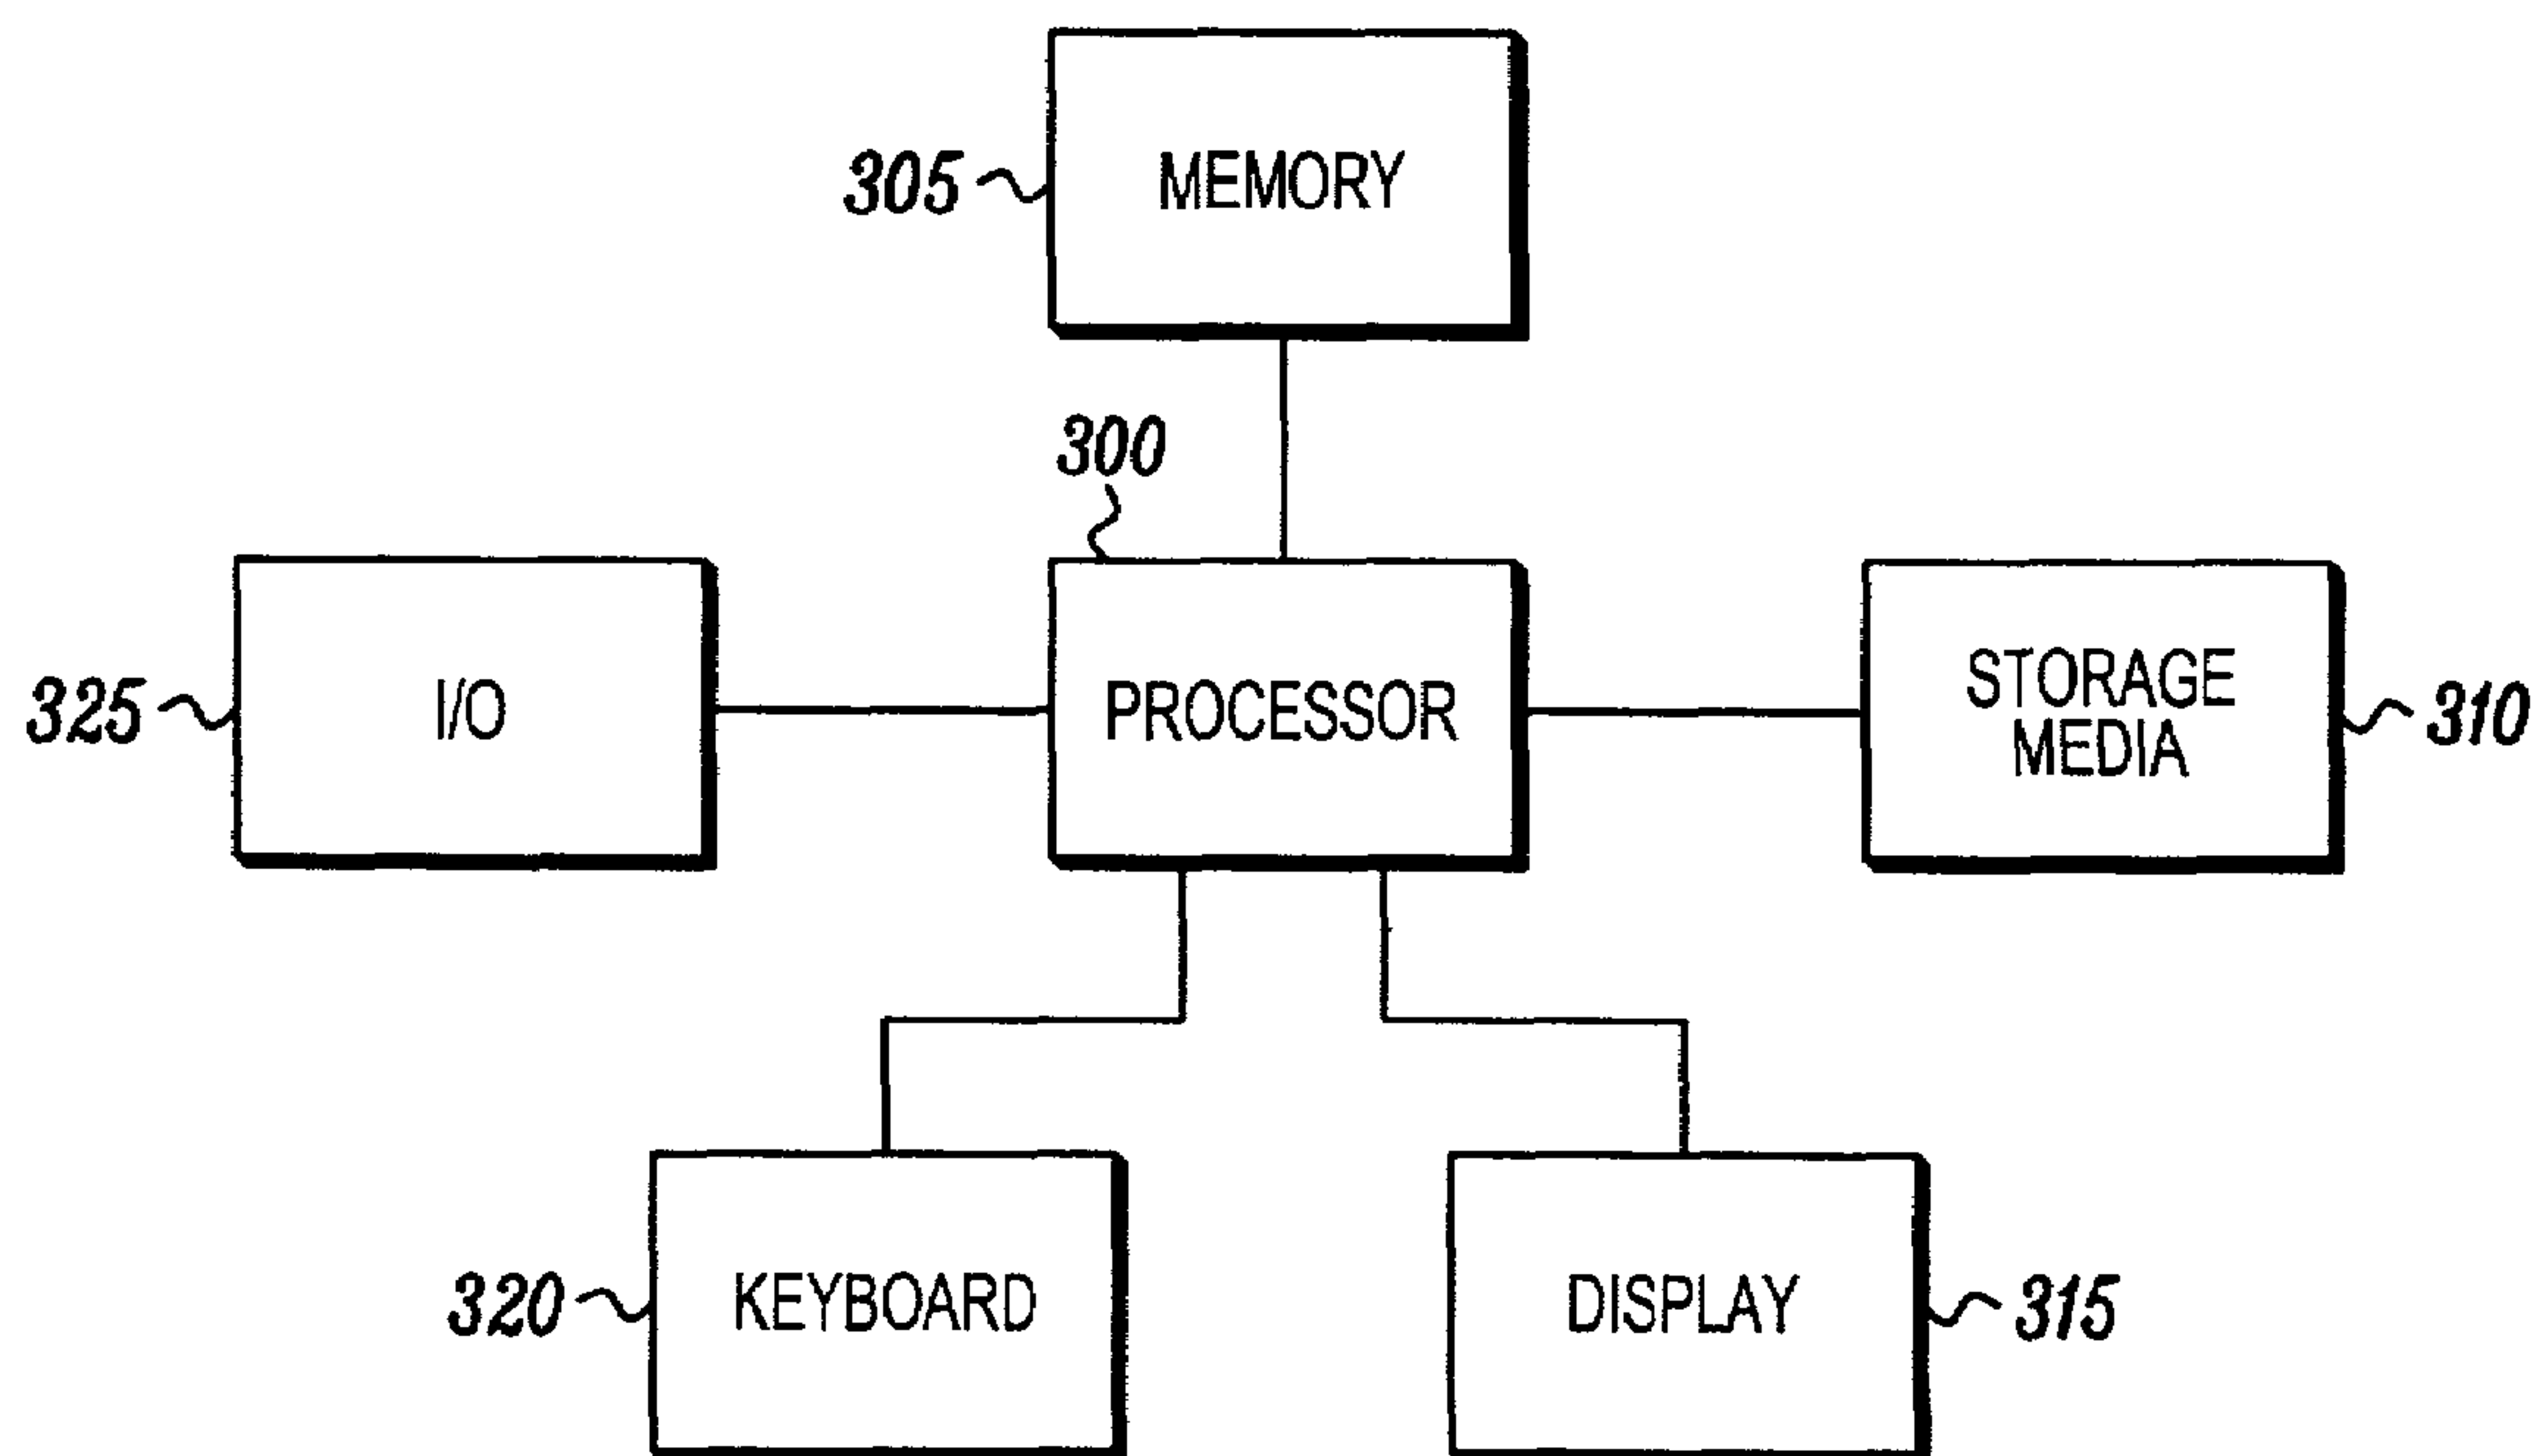 MEMORY
305
300
I/O
325
PROCESSOR
STORAGE
MEDIA
310
KEYBOARD
320
DISPLAY
315